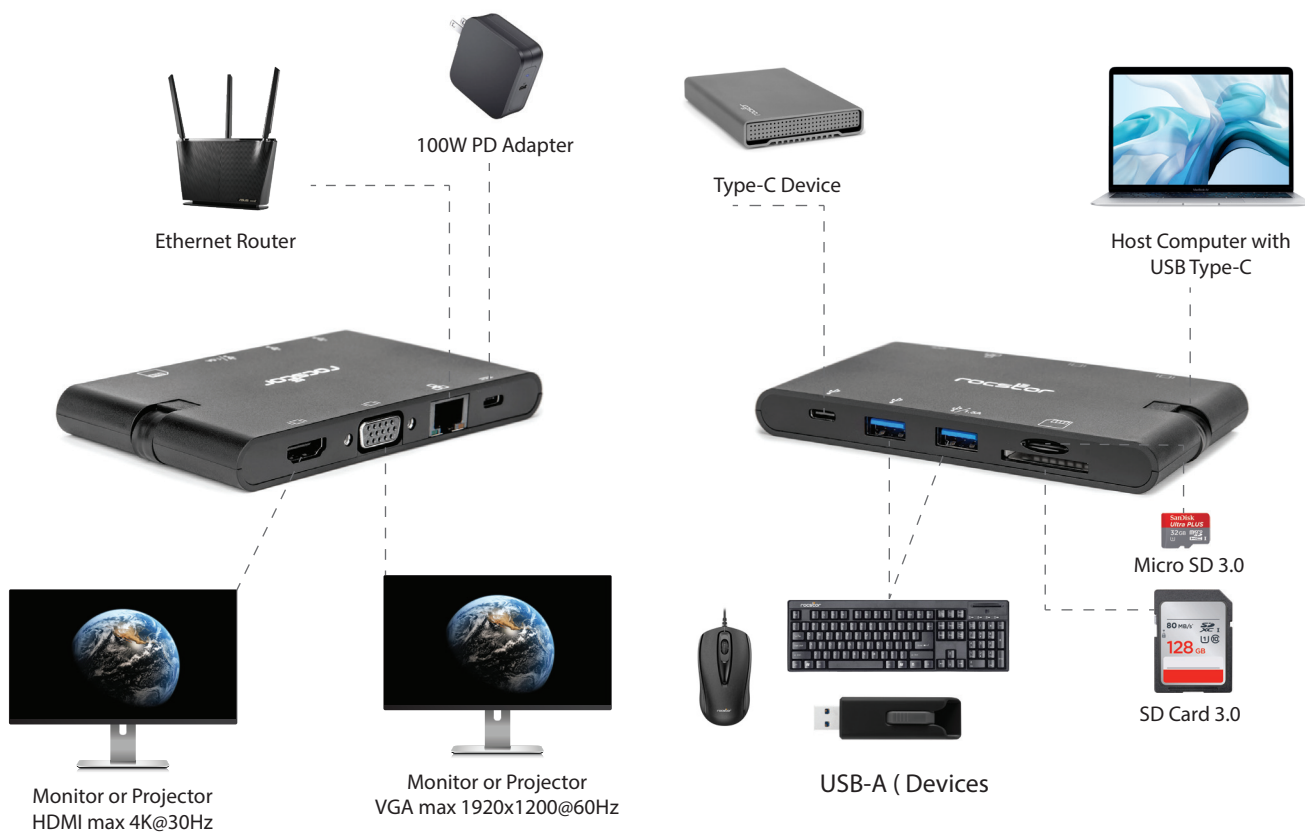 100W PD Adapter
Ethernet Router
Type-C Device
Host Computer with
USB Type-C
rocstor
rocstor
SanDisk
Ultra PLUS
32GB
Micro SD 3.0
rocstor
80 MB/s
128 GB
SD Card 3.0
rocstor
USB-A ( Devices
Monitor or Projector
HDMI max 4K@30Hz
Monitor or Projector
VGA max 1920x1200@60Hz